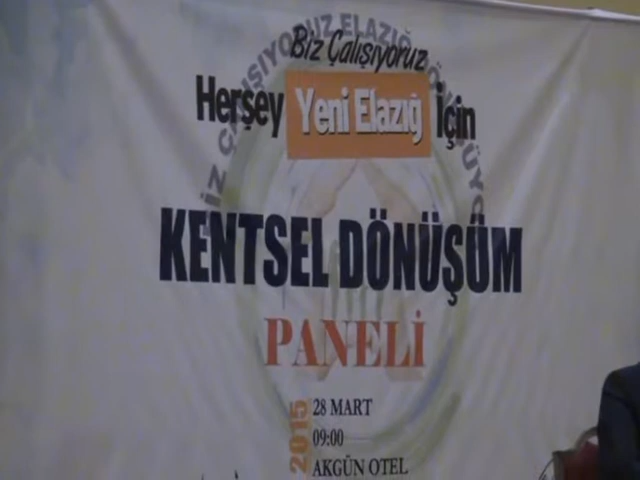 Biz Çalışıyoruz
Herşey Yeni Elazığ İçin
KENTSEL DÖNÜŞÜM
PANELİ
2015
28 MART
09:00
AKGÜN OTEL